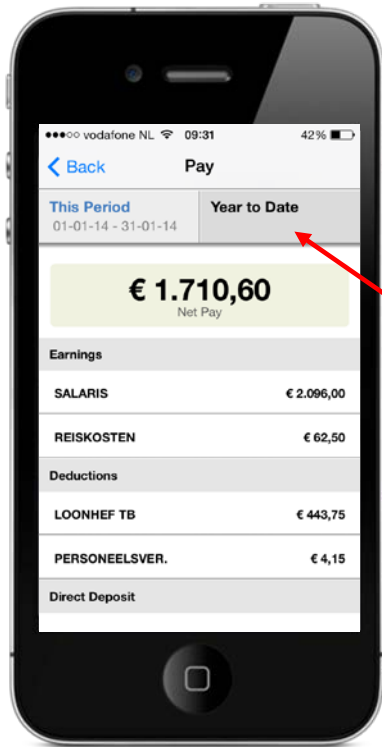 vodafone NL 09:31 42%
Back Pay
This Period Year to Date
01-01-14 - 31-01-14
€ 1.710,60
Net Pay
Earnings
SALARIS € 2.096,00
REISKOSTEN € 62,50
Deductions
LOONHEF TB € 443,75
PERSONEELSVER. € 4,15
Direct Deposit